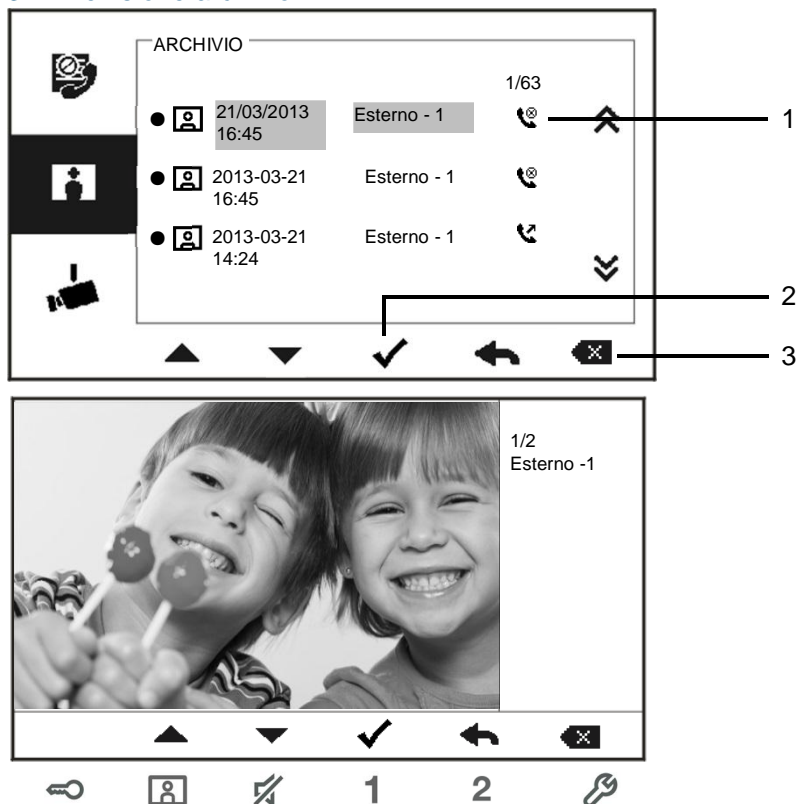 ARCHIVIO
1/63
21/03/2013 Esterno - 1
16:45
1
2013-03-21 Esterno - 1
16:45
2013-03-21 Esterno - 1
14:24
2
3
1/2
Esterno -1
1 2